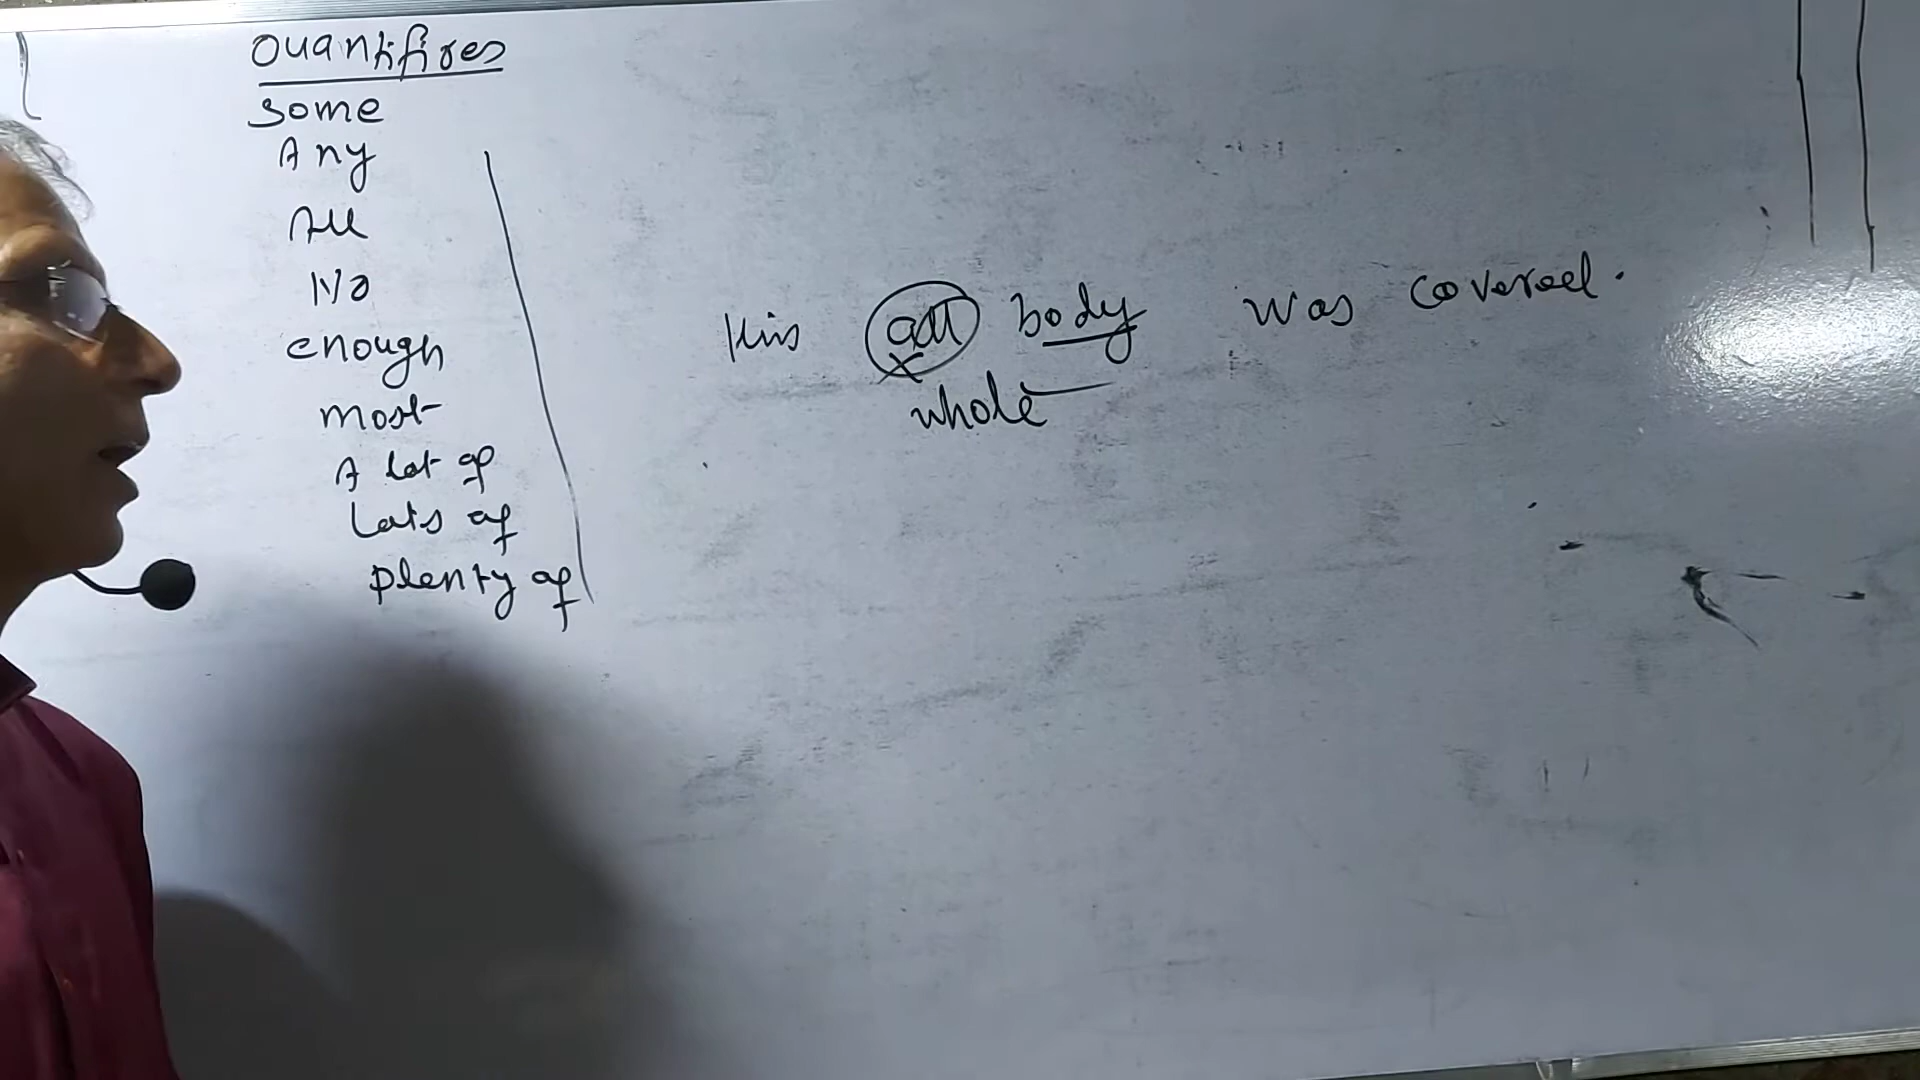 Quantifires
Some
Any
All
No
enough
most
A lot of
Lots of
Plenty of
His all body was covered.
whole